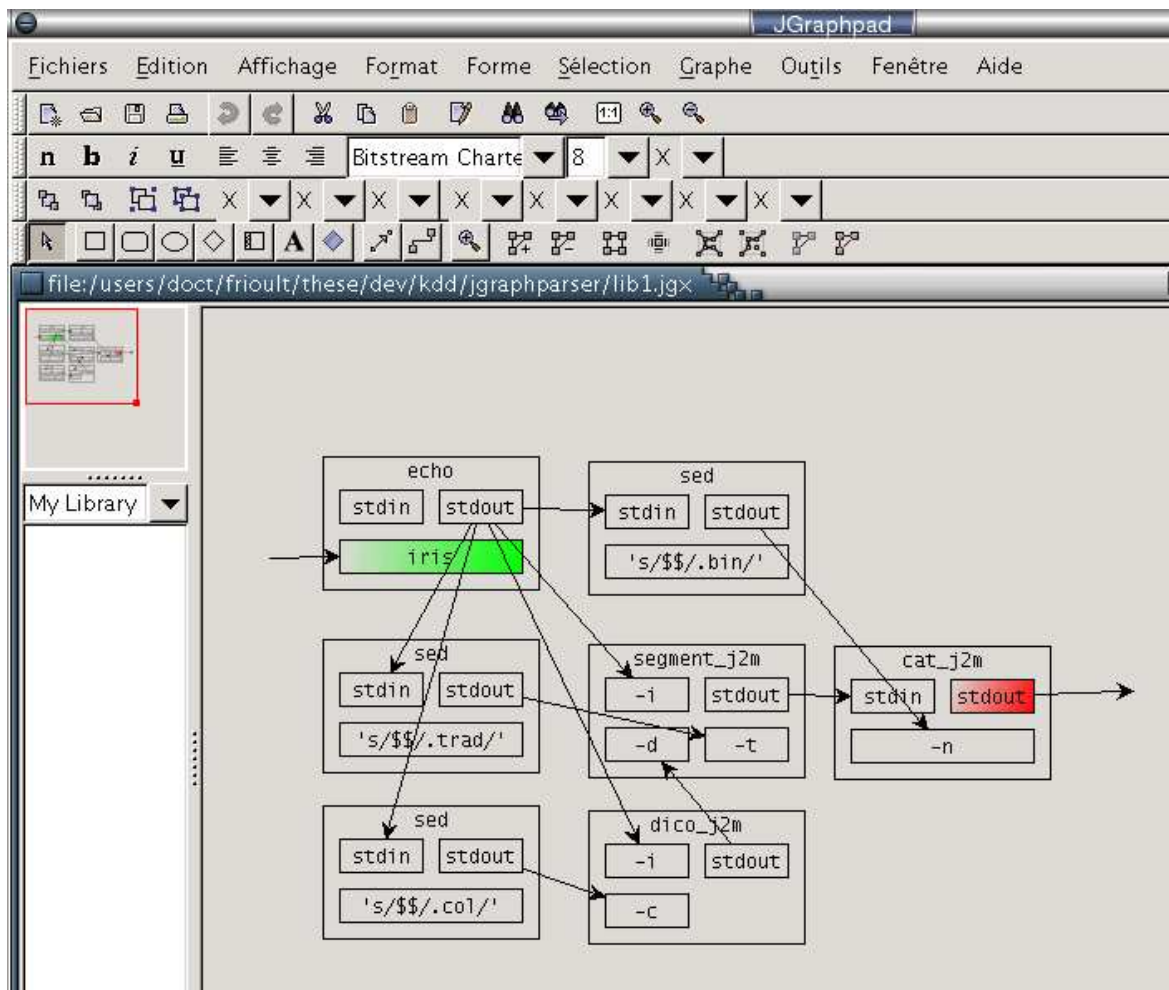 JGraphpad
Fichiers Edition Affichage Format Forme Sélection Graphe Outils Fenêtre Aide
1:1
n b i u Bitstream Charte 8 X
X X X X X X X X
A
file:/users/doct/frioult/these/dev/kdd/jgraphparser/lib1.jgx
My Library
echo
stdin stdout
iris
sed
stdin stdout
's/$$/.bin/'
sed
stdin stdout
's/$$/.trad/'
segment_j2m
-i stdout
-d -t
cat_j2m
stdin stdout
-n
sed
stdin stdout
's/$$/.col/'
dico_j2m
-i stdout
-c